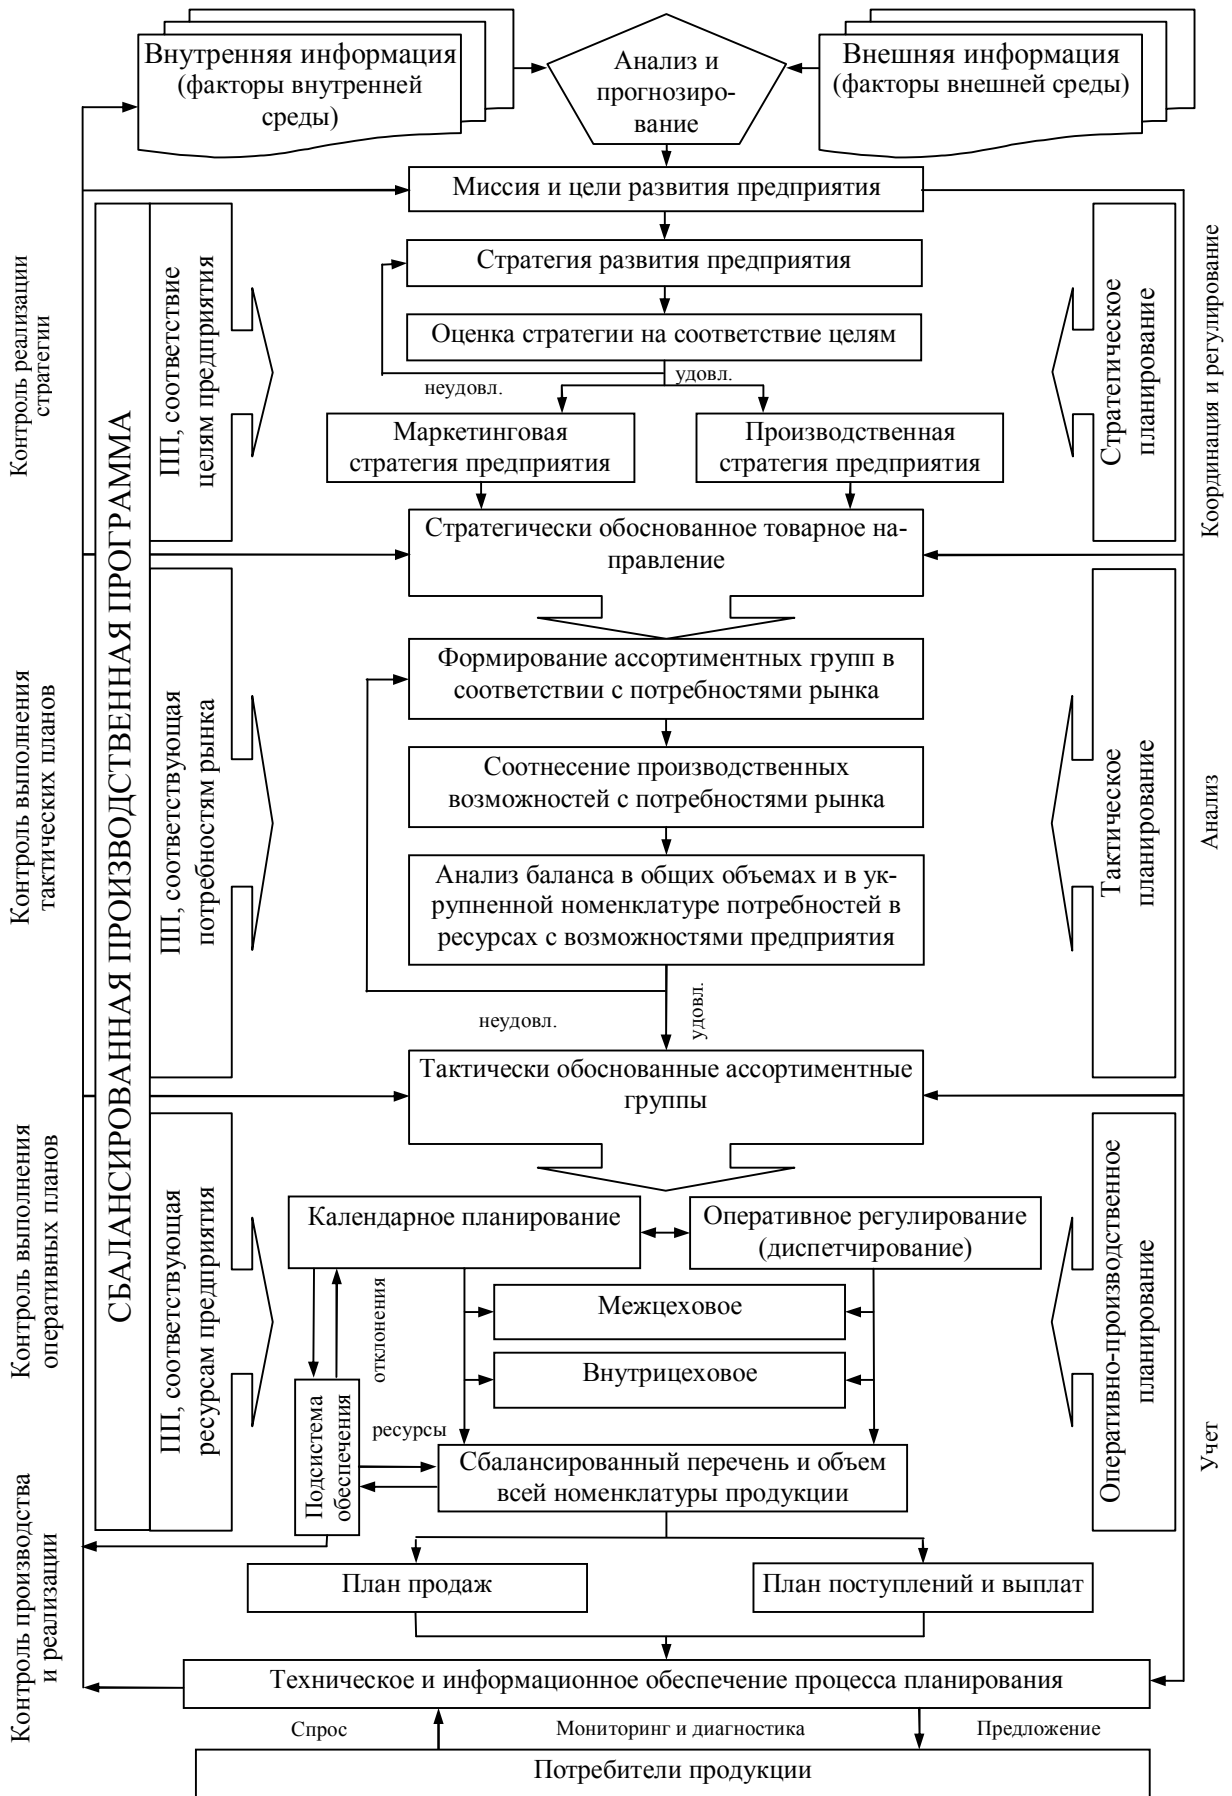 Внутренняя информация
(факторы внутренней
среды)
Анализ и
прогнозиро-
вание
Внешняя информация
(факторы внешней среды)
Миссия и цели развития предприятия
Стратегия развития предприятия
Оценка стратегии на соответствие целям
неудовл.
удовл.
Маркетинговая
стратегия предприятия
Производственная
стратегия предприятия
Стратегически обоснованное товарное на-
правление
Формирование ассортиментных групп в
соответствии с потребностями рынка
Соотнесение производственных
возможностей с потребностями рынка
Анализ баланса в общих объемах и в ук-
рупненной номенклатуре потребностей в
ресурсах с возможностями предприятия
неудовл.
удовл.
Тактически обоснованные ассортиментные
группы
Календарное планирование
Оперативное регулирование
(диспетчирование)
Межцеховое
Внутрицеховое
отклонения
ресурсы
Подсистема
обеспечения
Сбалансированный перечень и объем
всей номенклатуры продукции
План продаж
План поступлений и выплат
Техническое и информационное обеспечение процесса планирования
Спрос
Мониторинг и диагностика
Предложение
Потребители продукции
Контроль реализации
стратегии
Контроль выполнения
тактических планов
Контроль выполнения
оперативных планов
Контроль производства
и реализации
СБАЛАНСИРОВАННАЯ ПРОИЗВОДСТВЕННАЯ ПРОГРАММА
ПП, соответствие
целям предприятия
ПП, соответствующая
потребностям рынка
ПП, соответствующая
ресурсам предприятия
Стратегическое
планирование
Тактическое
планирование
Оперативно-производственное
планирование
Координация и регулирование
Анализ
Учет